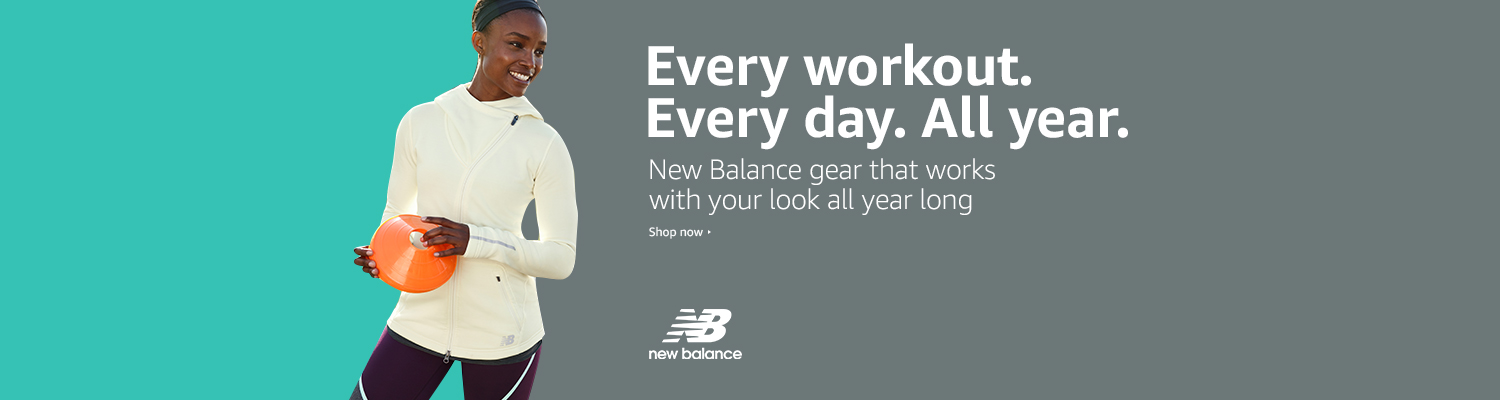 Every workout.
Every day. All year.
New Balance gear that works
with your look all year long
Shop now ▸
NB
new balance
NB